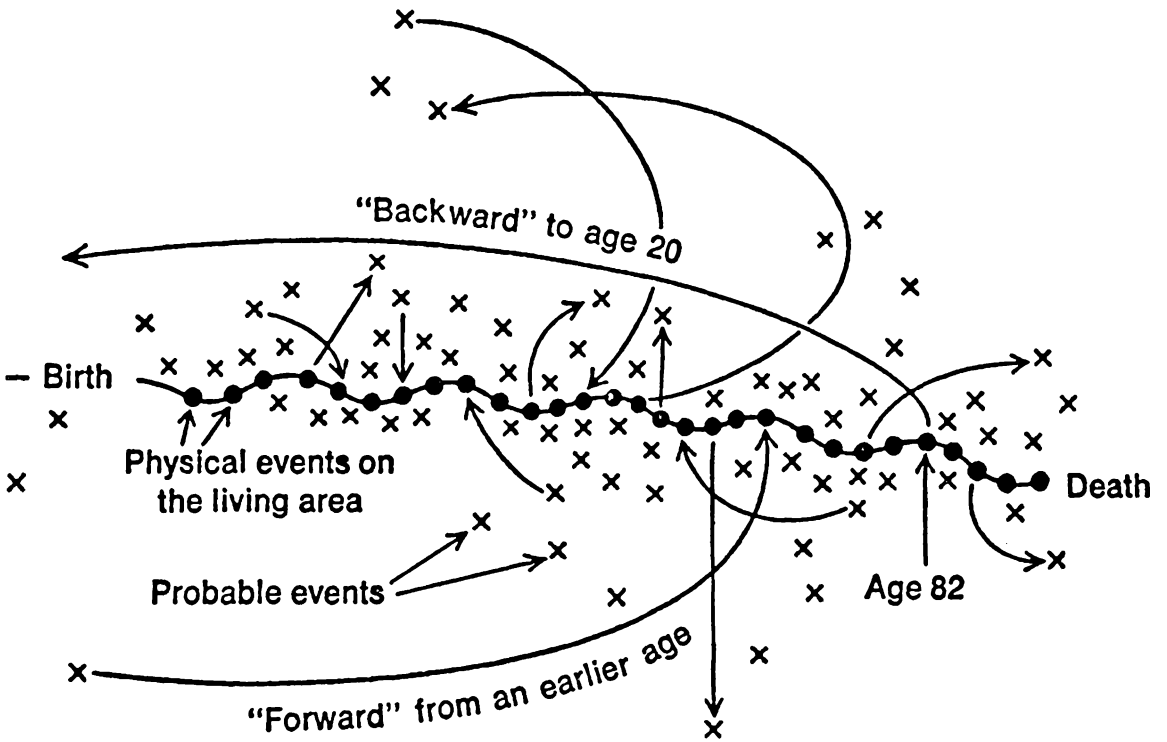 "Backward" to age 20
– Birth
Physical events on
the living area
Death
Probable events
Age 82
"Forward" from an earlier age